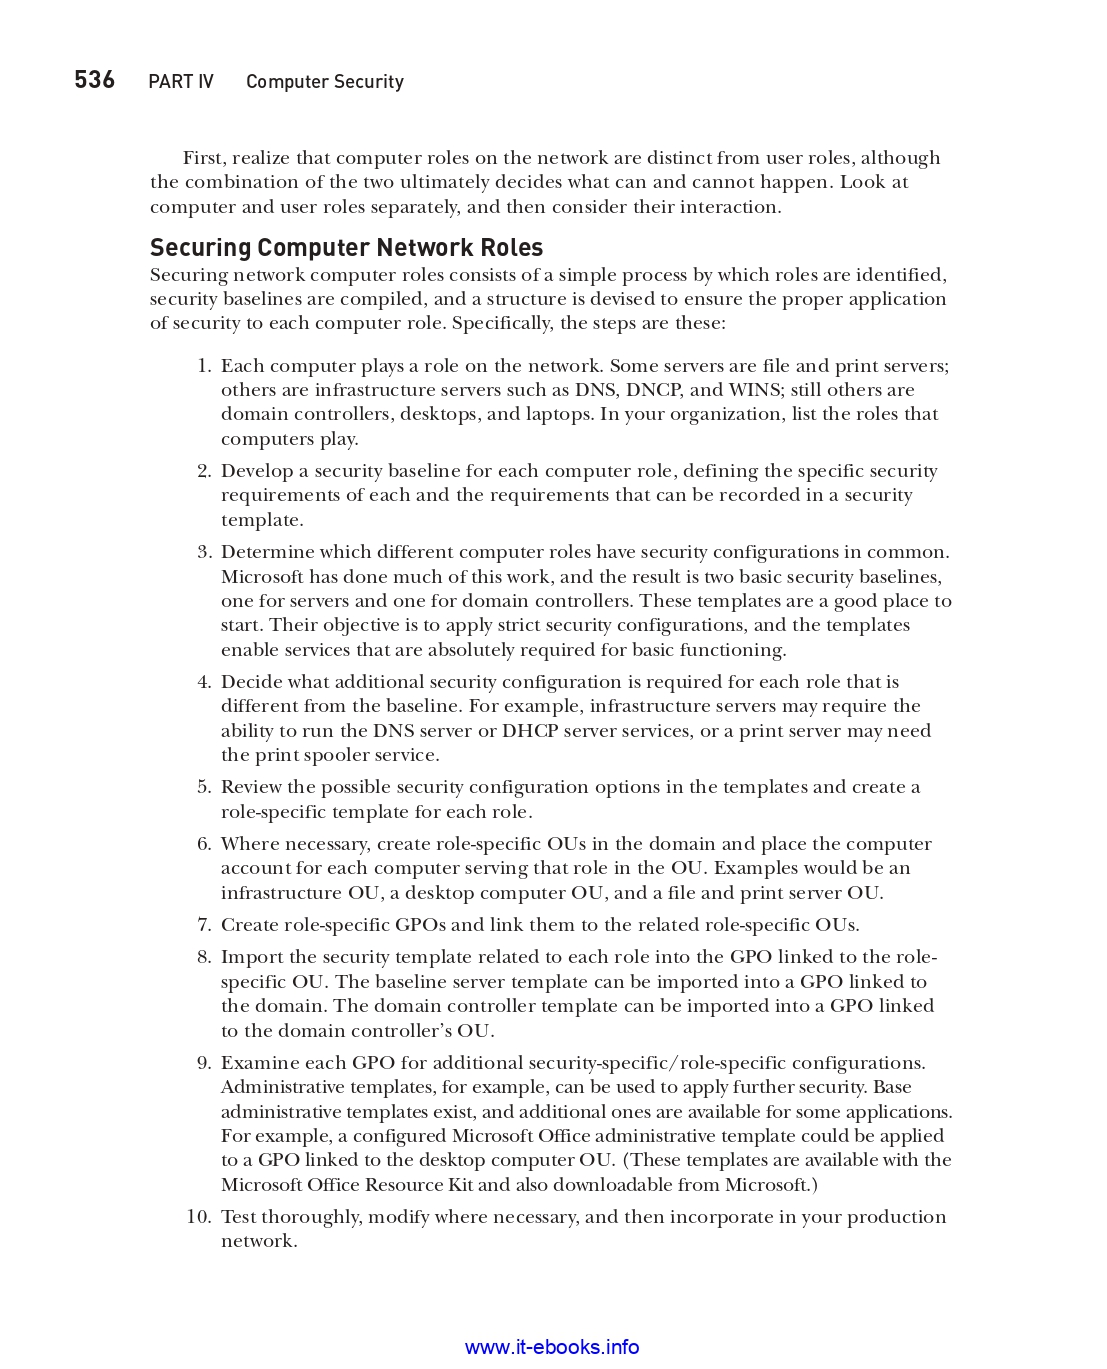 536 PART IV Computer Security
First, realize that computer roles on the network are distinct from user roles, although
the combination of the two ultimately decides what can and cannot happen. Look at
computer and user roles separately, and then consider their interaction.
Securing Computer Network Roles
Securing network computer roles consists of a simple process by which roles are identified,
security baselines are compiled, and a structure is devised to ensure the proper application
of security to each computer role. Specifically, the steps are these:
1. Each computer plays a role on the network. Some servers are file and print servers;
others are infrastructure servers such as DNS, DNCP, and WINS; still others are
domain controllers, desktops, and laptops. In your organization, list the roles that
computers play.
2. Develop a security baseline for each computer role, defining the specific security
requirements of each and the requirements that can be recorded in a security
template.
3. Determine which different computer roles have security configurations in common.
Microsoft has done much of this work, and the result is two basic security baselines,
one for servers and one for domain controllers. These templates are a good place to
start. Their objective is to apply strict security configurations, and the templates
enable services that are absolutely required for basic functioning.
4. Decide what additional security configuration is required for each role that is
different from the baseline. For example, infrastructure servers may require the
ability to run the DNS server or DHCP server services, or a print server may need
the print spooler service.
5. Review the possible security configuration options in the templates and create a
role-specific template for each role.
6. Where necessary, create role-specific OUs in the domain and place the computer
account for each computer serving that role in the OU. Examples would be an
infrastructure OU, a desktop computer OU, and a file and print server OU.
7. Create role-specific GPOs and link them to the related role-specific OUs.
8. Import the security template related to each role into the GPO linked to the role-
specific OU. The baseline server template can be imported into a GPO linked to
the domain. The domain controller template can be imported into a GPO linked
to the domain controller’s OU.
9. Examine each GPO for additional security-specific/role-specific configurations.
Administrative templates, for example, can be used to apply further security. Base
administrative templates exist, and additional ones are available for some applications.
For example, a configured Microsoft Office administrative template could be applied
to a GPO linked to the desktop computer OU. (These templates are available with the
Microsoft Office Resource Kit and also downloadable from Microsoft.)
10. Test thoroughly, modify where necessary, and then incorporate in your production
network.
www.it-ebooks.info